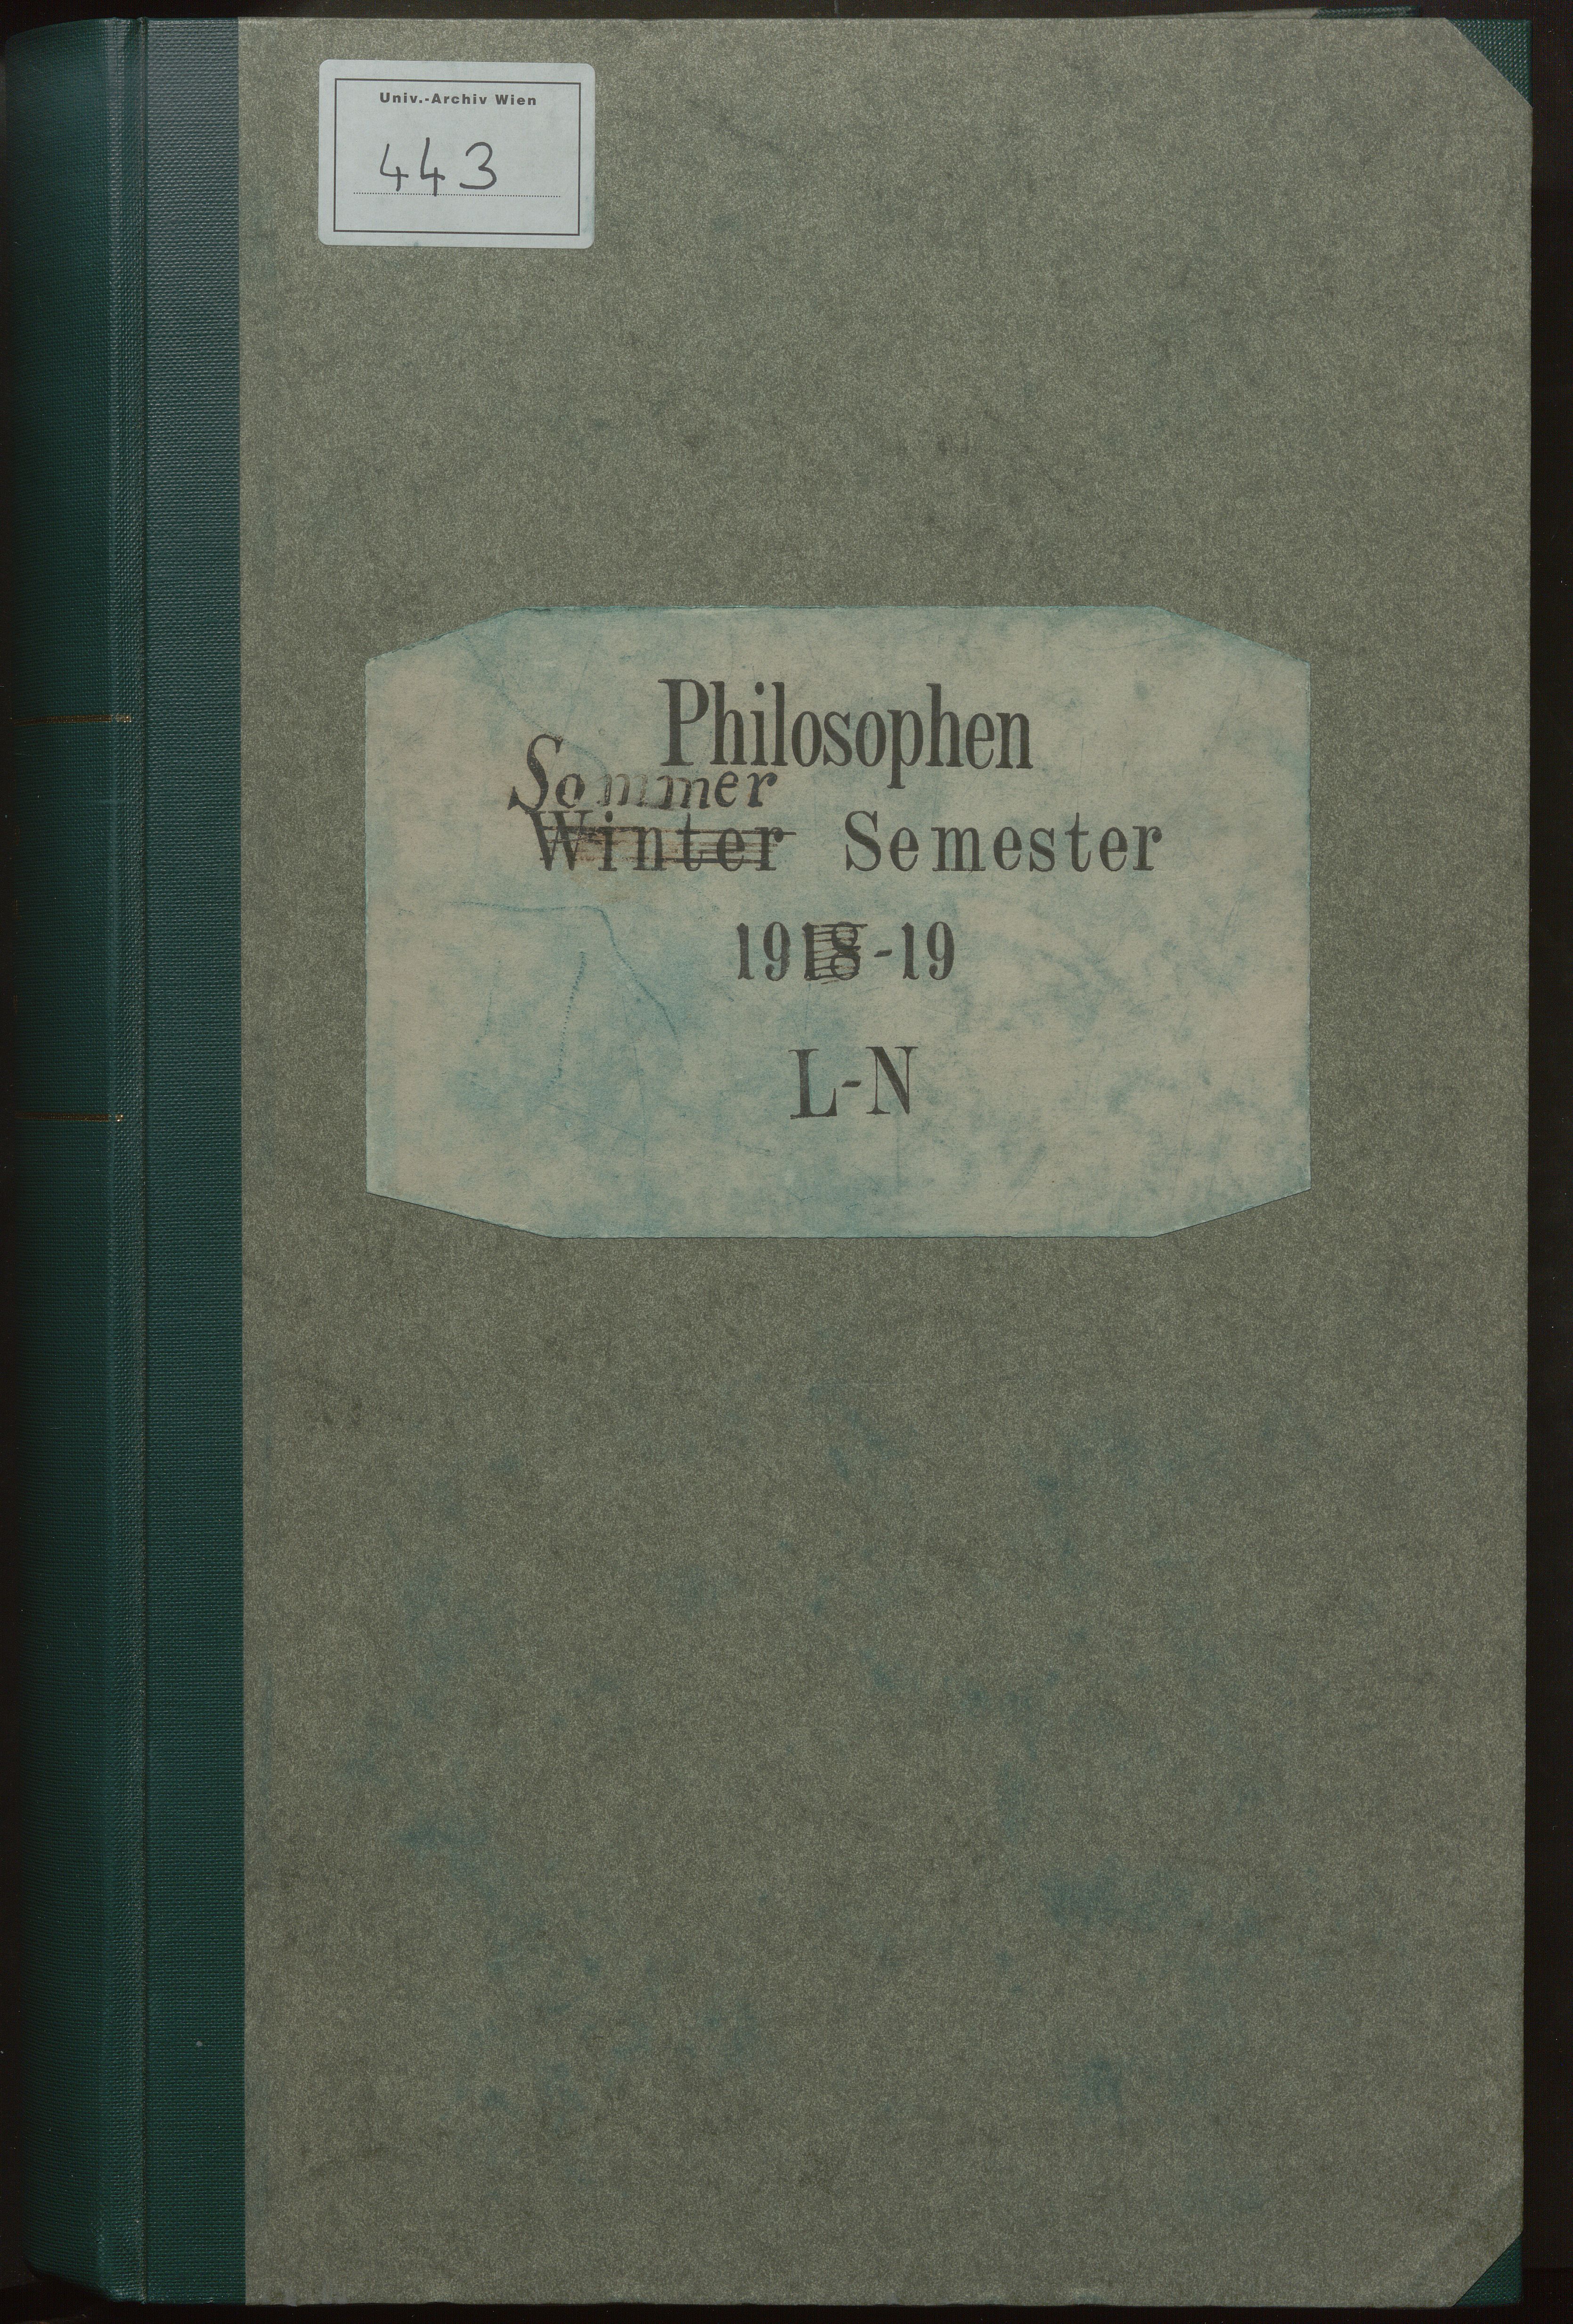 Univ.-Archiv Wien
443
Philosophen
Sommer
Winter Semester
1918-19
L-N